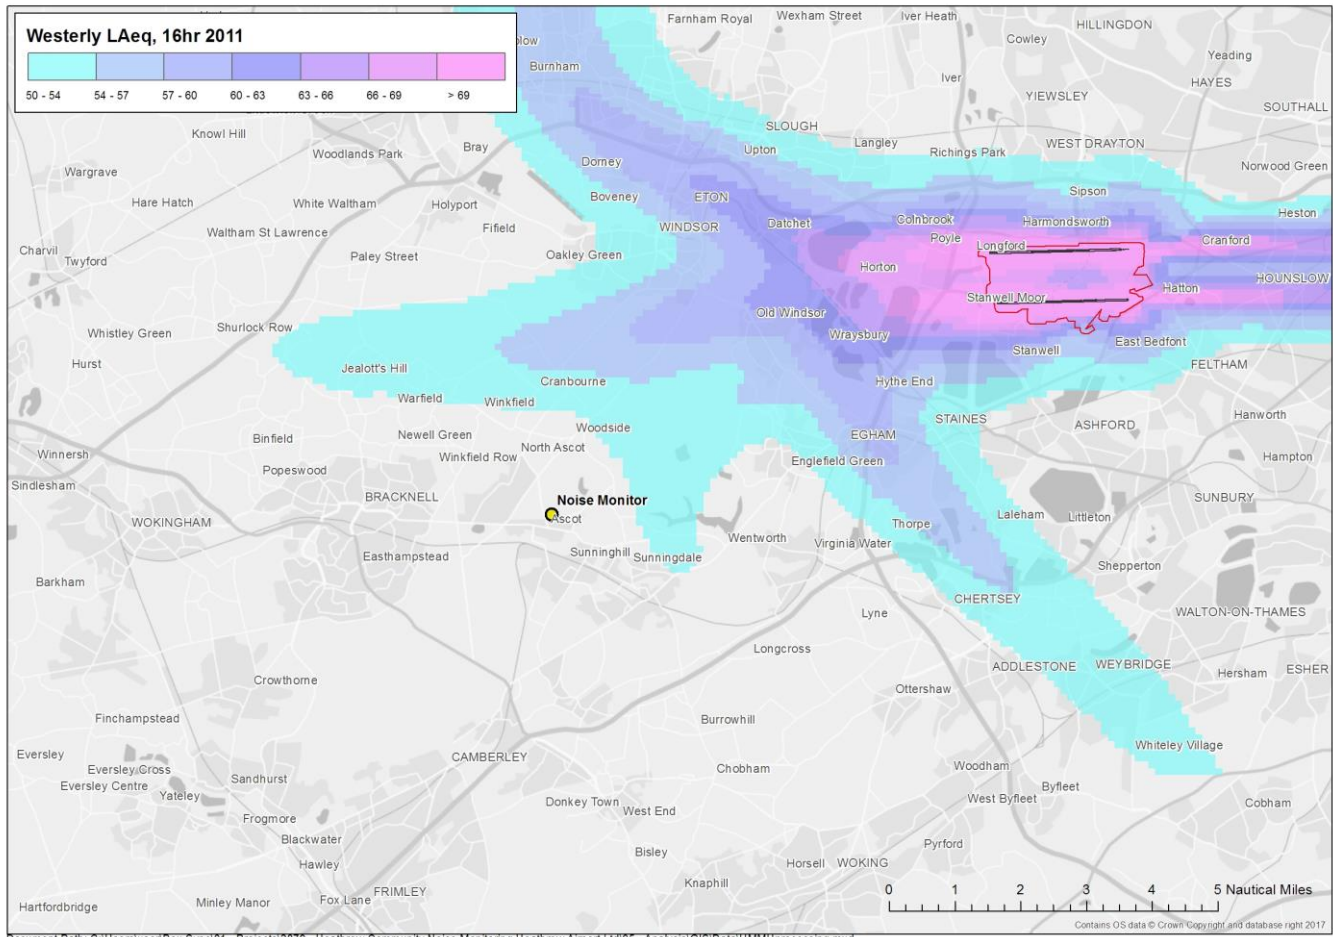 Westerly LAeq, 16hr 2011
50 - 54 54 - 57 57 - 60 60 - 63 63 - 66 66 - 69 > 69
Farnham Royal
Wexham Street
Iver Heath
HILLINGDON
Cowley
Yeading
Burnham
Iver
HAYES
YIEWSLEY
SOUTHALL
Knowl Hill
SLOUGH
Woodlands Park
Bray
Upton
Langley
Richings Park
WEST DRAYTON
Wargrave
Dorney
Norwood Green
Hare Hatch
White Waltham
Holyport
Boveney
ETON
Sipson
Waltham St Lawrence
Fifield
WINDSOR
Datchet
Colnbrook
Harmondsworth
Heston
Charvil
Twyford
Paley Street
Oakley Green
Poyle
Longford
Cranford
Horton
HOUNSLOW
Hatton
Stanwell Moor
Whistley Green
Shurlock Row
Old Windsor
Wraysbury
Hurst
Stanwell
East Bedfont
Jealott's Hill
FELTHAM
Cranbourne
Hythe End
Warfield
Winkfield
STAINES
Hanworth
Binfield
Newell Green
Woodside
EGHAM
ASHFORD
Winnersh
North Ascot
Winkfield Row
Englefield Green
Hampton
Popeswood
Sindlesham
BRACKNELL
Noise Monitor
SUNBURY
WOKINGHAM
Ascot
Thorpe
Laleham
Littleton
Easthampstead
Sunninghill
Sunningdale
Wentworth
Virginia Water
Shepperton
Barkham
CHERTSEY
Lyne
WALTON-ON-THAMES
Longcross
ADDLESTONE
WEYBRIDGE
Hersham
ESHER
Crowthorne
Ottershaw
Finchampstead
Burrowhill
Eversley
Whiteley Village
CAMBERLEY
Eversley Cross
Eversley Centre
Sandhurst
Chobham
Woodham
Byfleet
Yateley
West Byfleet
Donkey Town
West End
Cobham
Frogmore
Blackwater
Pyrford
Bisley
Hawley
Horsell
WOKING
Knaphill
FRIMLEY
Fox Lane
Minley Manor
Hartfordbridge
0 1 2 3 4 5 Nautical Miles
Contains OS data © Crown Copyright and database right 2017